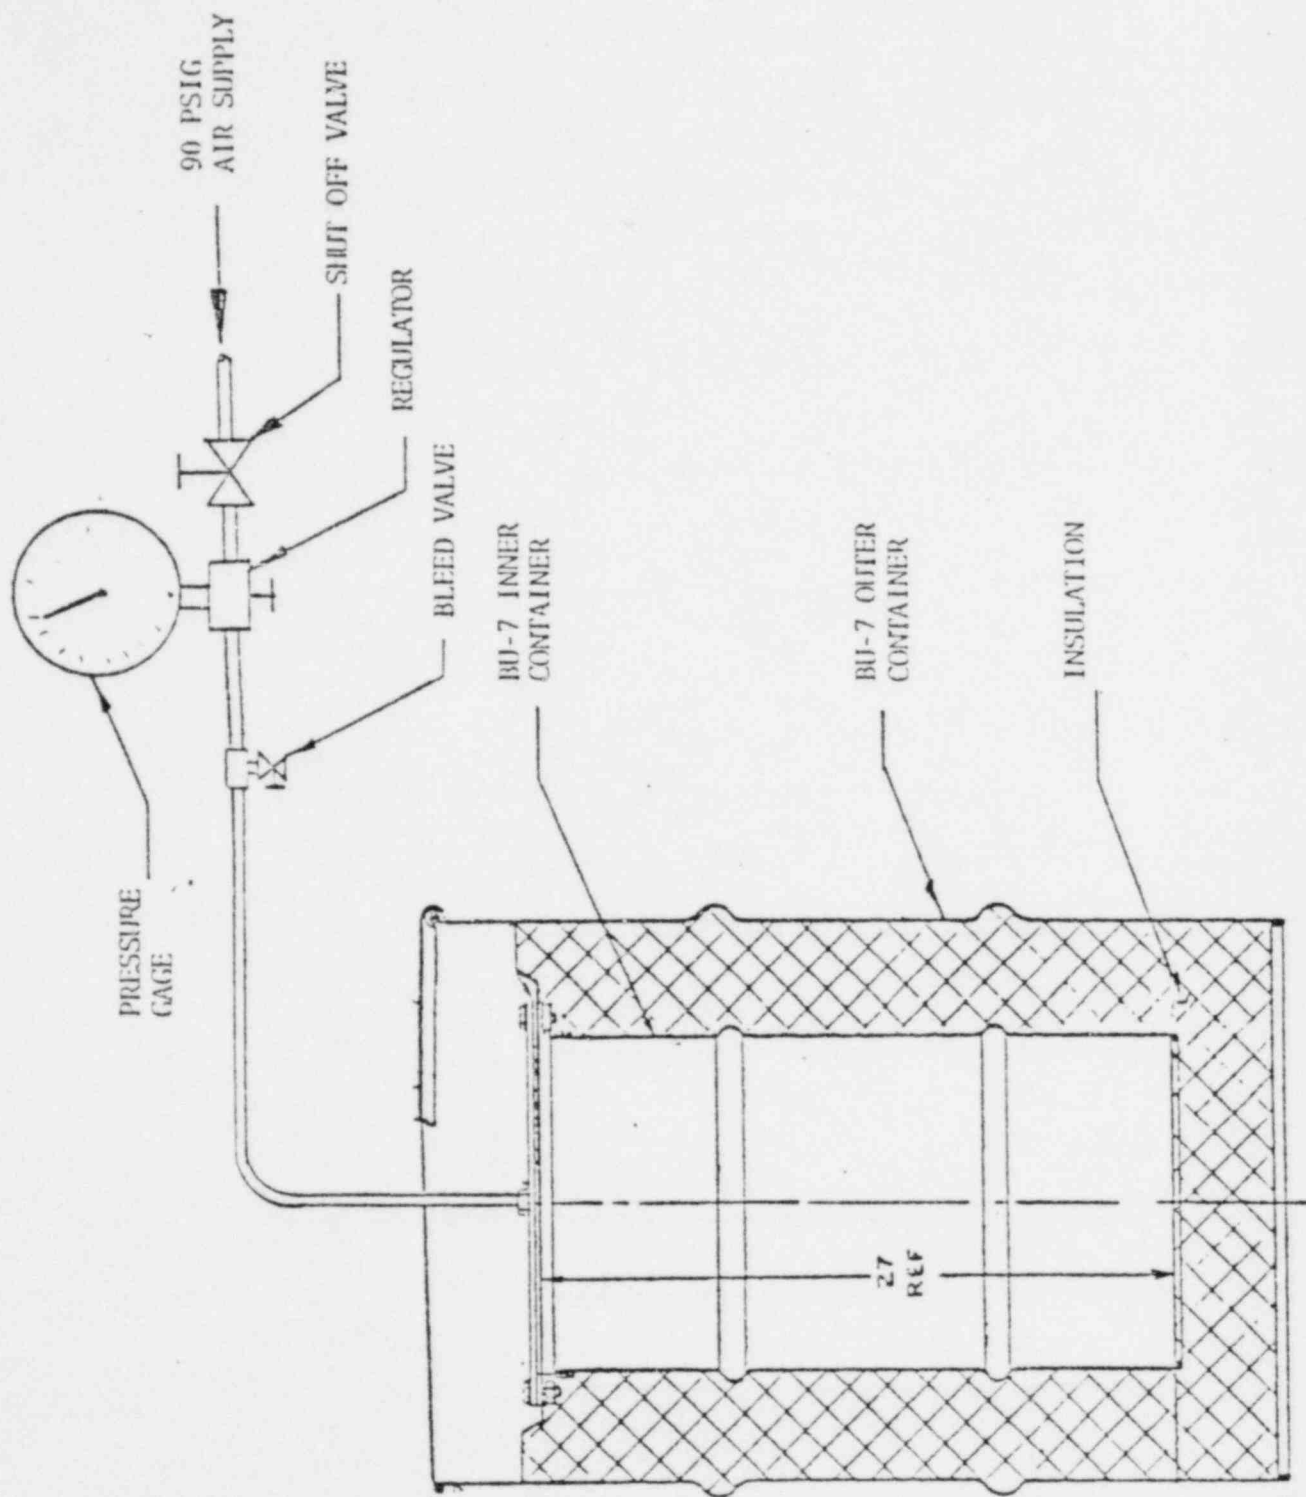 90 PSIG
AIR SUPPLY
SHUT OFF VALVE
REGULATOR
BLEED VALVE
PRESSURE
GAGE
BU-7 INNER
CONTAINER
BU-7 OUTER
CONTAINER
INSULATION
27
REF